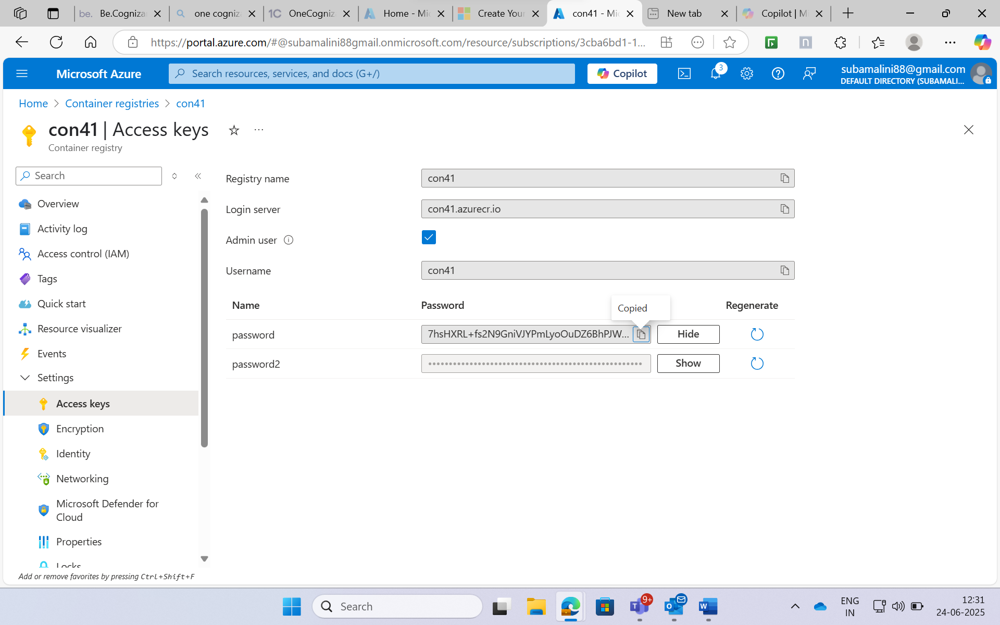 be. Be.Cogniza
one cogniza
1C OneCogniz
Home - Mic
Create Your
con41 - Mic
New tab
Copilot | M
https://portal.azure.com/#@subamalini88gmail.onmicrosoft.com/resource/subscriptions/3cba6bd1-1...
Microsoft Azure
Search resources, services, and docs (G+/)
Copilot
3
subamalini88@gmail.com
DEFAULT DIRECTORY (SUBAMALI...
Home > Container registries > con41
con41 | Access keys
Container registry
Search
Overview
Activity log
Access control (IAM)
Tags
Quick start
Resource visualizer
Events
Settings
Access keys
Encryption
Identity
Networking
Microsoft Defender for
Cloud
Properties
Locks
Add or remove favorites by pressing Ctrl+Shift+F
Registry name
con41
Login server
con41.azurecr.io
Admin user
Username
con41
Name Password Regenerate
Copied
password 7hsHXRL+fs2N9GniVJYPmLyoOuDZ6BhPJW... Hide
password2 Show
Search
9+
ENG
IN
12:31
24-06-2025